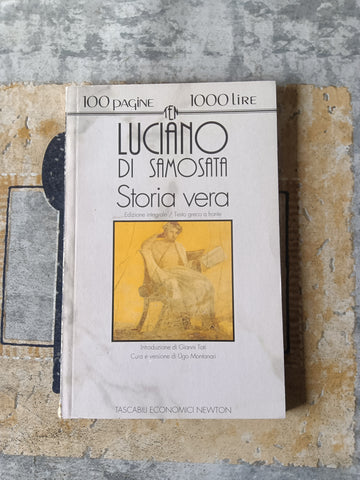 100 pagine 1000 lire
TEN
LUCIANO
DI SAMOSATA
Storia vera
Edizione integrale / Testo greco a fronte
Introduzione di Gianni Toti
Cura e versione di Ugo Montanari
TASCABILI ECONOMICI NEWTON